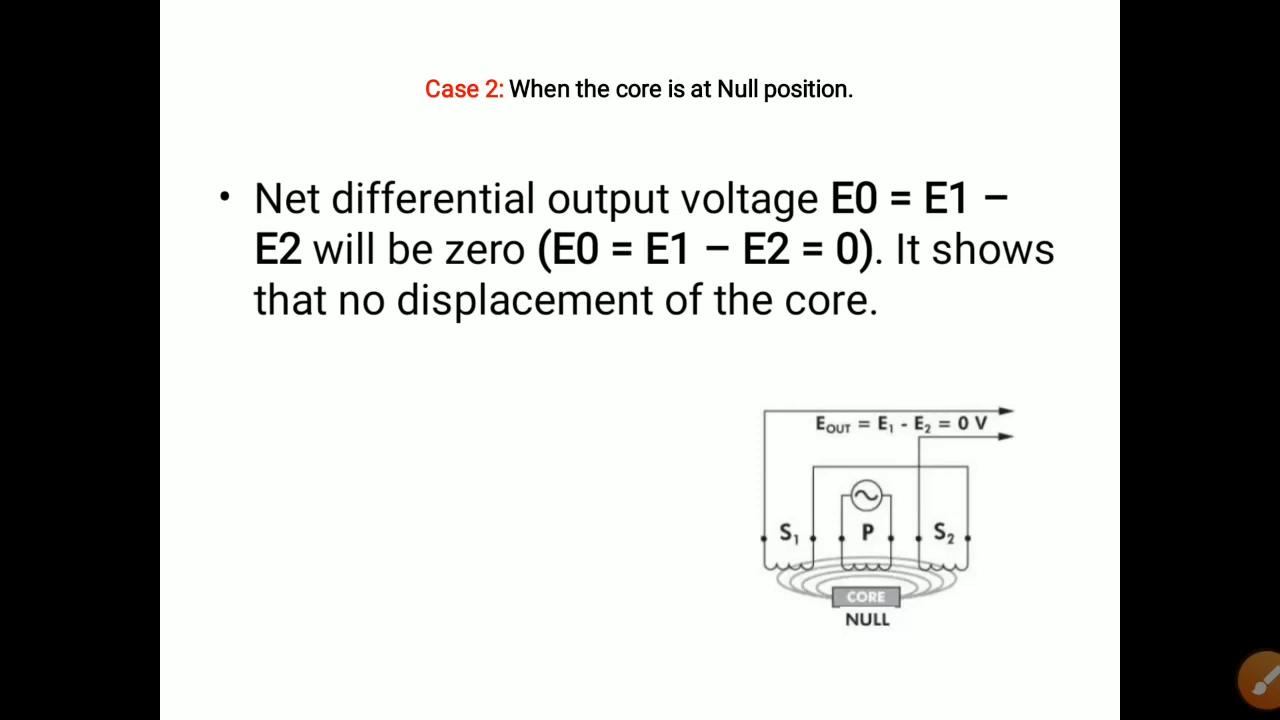 Case 2: When the core is at Null position.
• Net differential output voltage E0 = E1 –
E2 will be zero (E0 = E1 – E2 = 0). It shows
that no displacement of the core.
E₀ᵤₜ = E₁ - E₂ = 0 V
S₁ P S₂
CORE
NULL